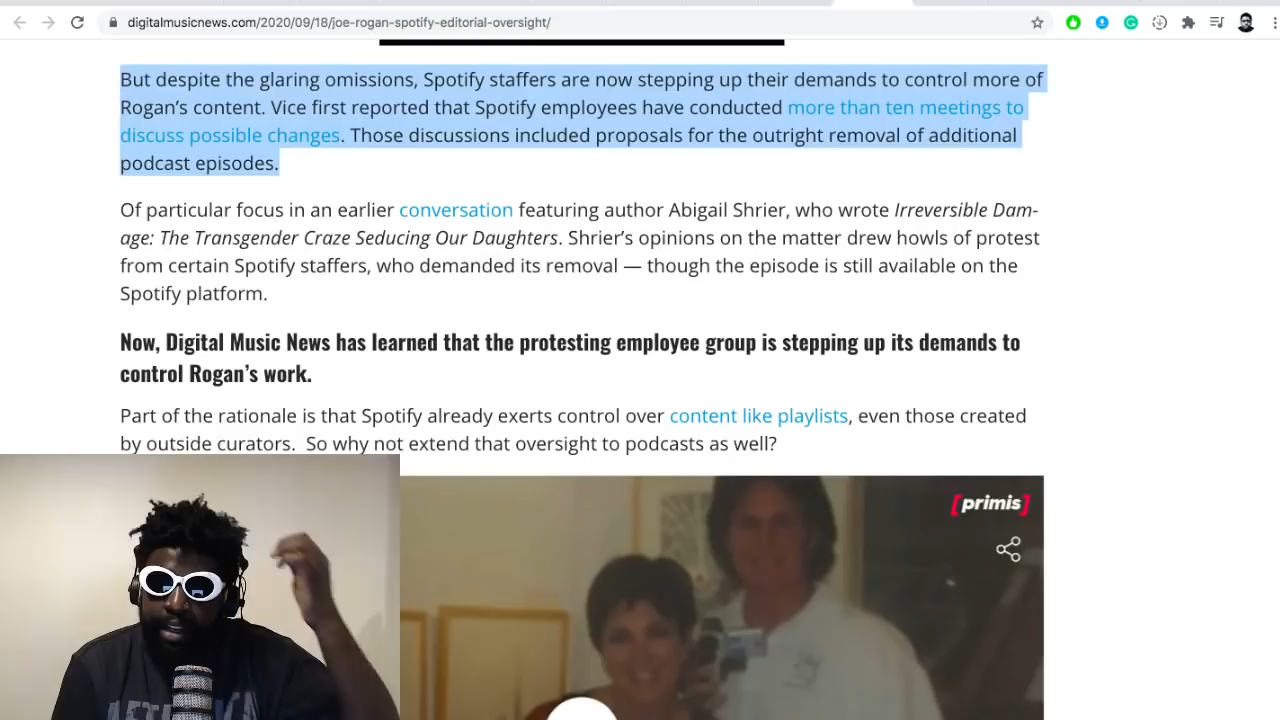 digitalmusicnews.com/2020/09/18/joe-rogan-spotify-editorial-oversight/
But despite the glaring omissions, Spotify staffers are now stepping up their demands to control more of
Rogan's content. Vice first reported that Spotify employees have conducted more than ten meetings to
discuss possible changes. Those discussions included proposals for the outright removal of additional
podcast episodes.
Of particular focus in an earlier conversation featuring author Abigail Shrier, who wrote Irreversible Dam-
age: The Transgender Craze Seducing Our Daughters. Shrier's opinions on the matter drew howls of protest
from certain Spotify staffers, who demanded its removal — though the episode is still available on the
Spotify platform.
Now, Digital Music News has learned that the protesting employee group is stepping up its demands to
control Rogan's work.
Part of the rationale is that Spotify already exerts control over content like playlists, even those created
by outside curators. So why not extend that oversight to podcasts as well?
[primis]